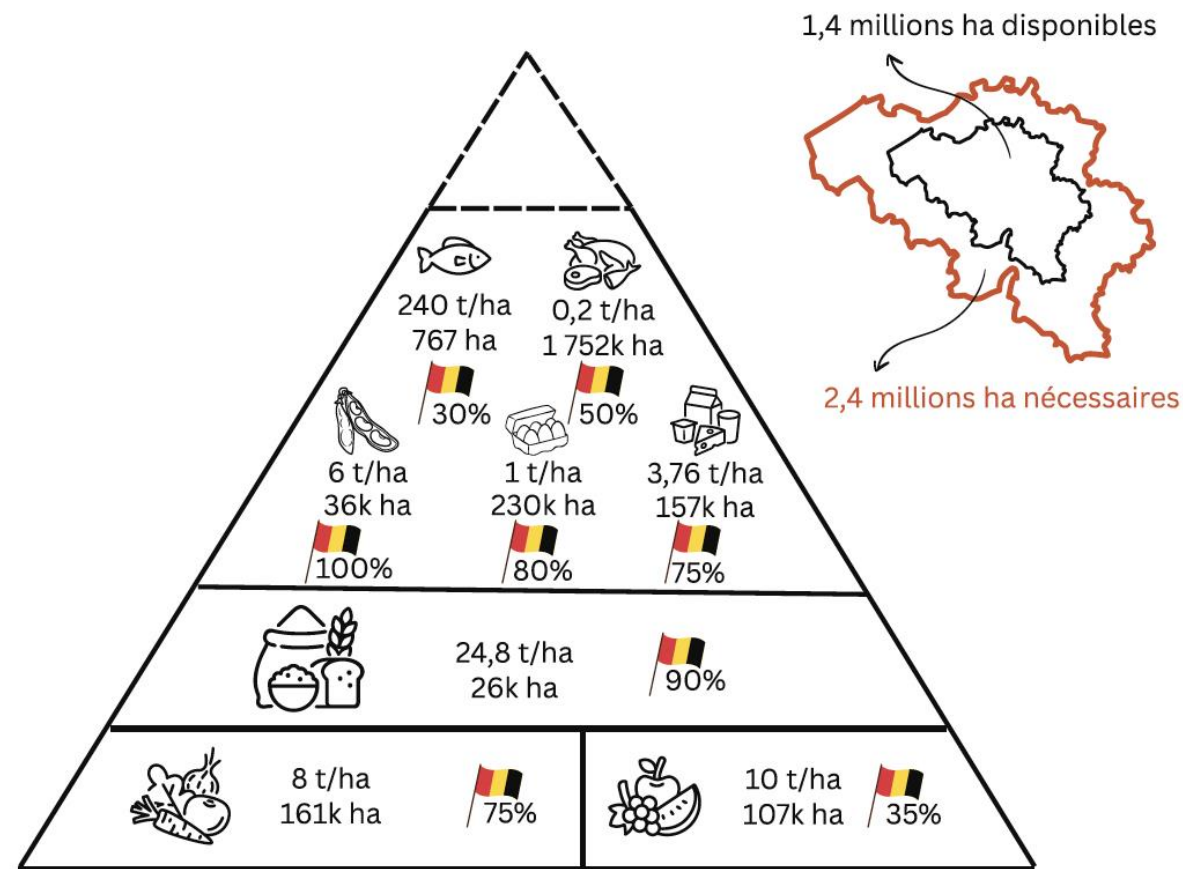 1,4 millions ha disponibles
2,4 millions ha nécessaires
240 t/ha
767 ha
30%
0,2 t/ha
1 752k ha
50%
6 t/ha
36k ha
100%
1 t/ha
230k ha
80%
3,76 t/ha
157k ha
75%
24,8 t/ha
26k ha
90%
8 t/ha
161k ha
75%
10 t/ha
107k ha
35%